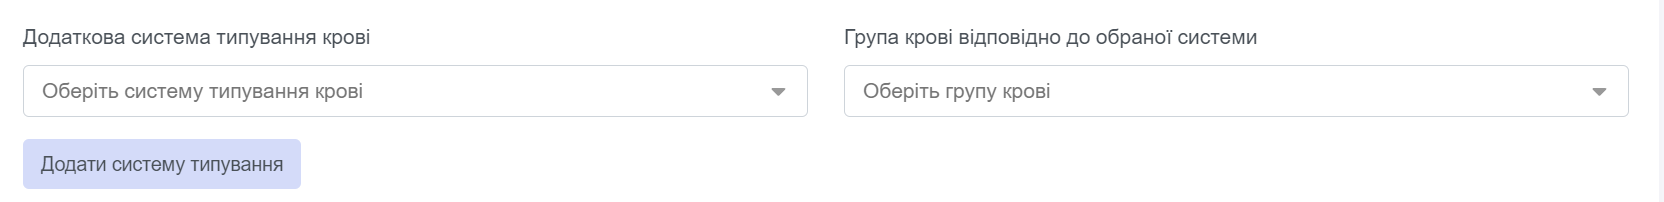 Додаткова система типування крові
Група крові відповідно до обраної системи
Оберіть систему типування крові
Оберіть групу крові
Додати систему типування